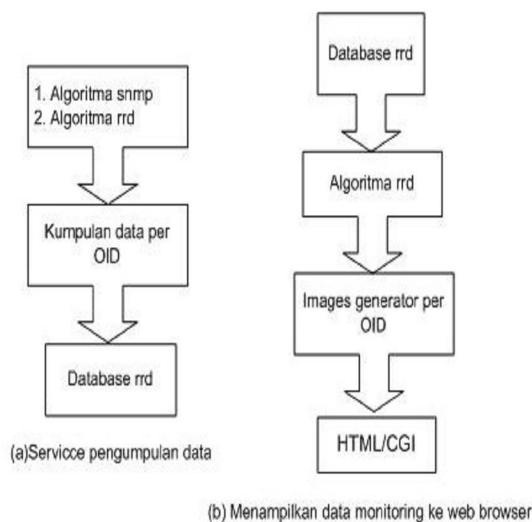 1. Algoritma snmp
2. Algoritma rrd
Kumpulan data per
OID
Database rrd
(a)Servicce pengumpulan data
Database rrd
Algoritma rrd
Images generator per
OID
HTML/CGI
(b) Menampilkan data monitoring ke web browser